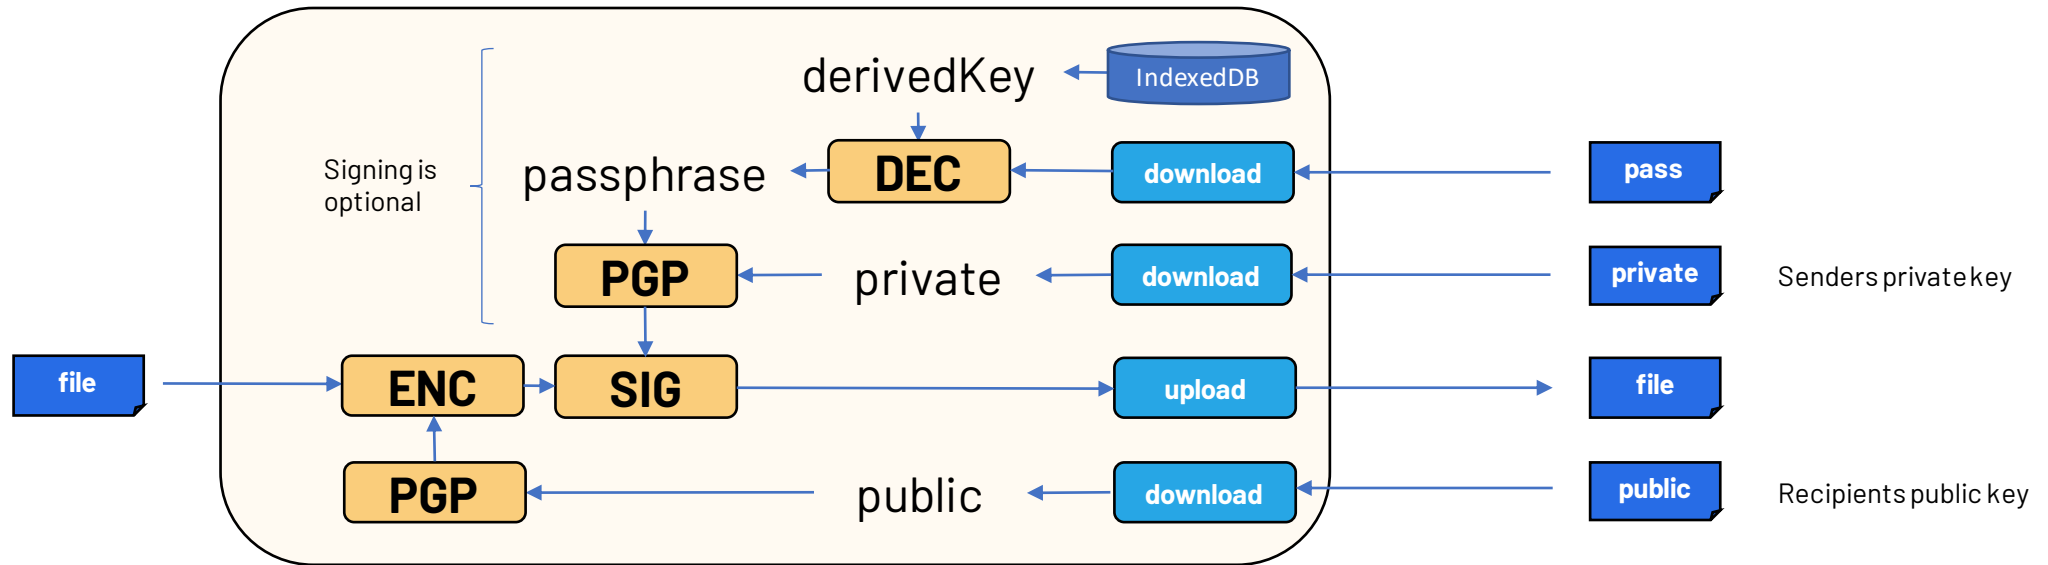 derivedKey
IndexedDB
Signing is
optional
passphrase
DEC
download
pass
PGP
private
download
private
Senders private key
file
ENC
SIG
upload
file
PGP
public
download
public
Recipients public key